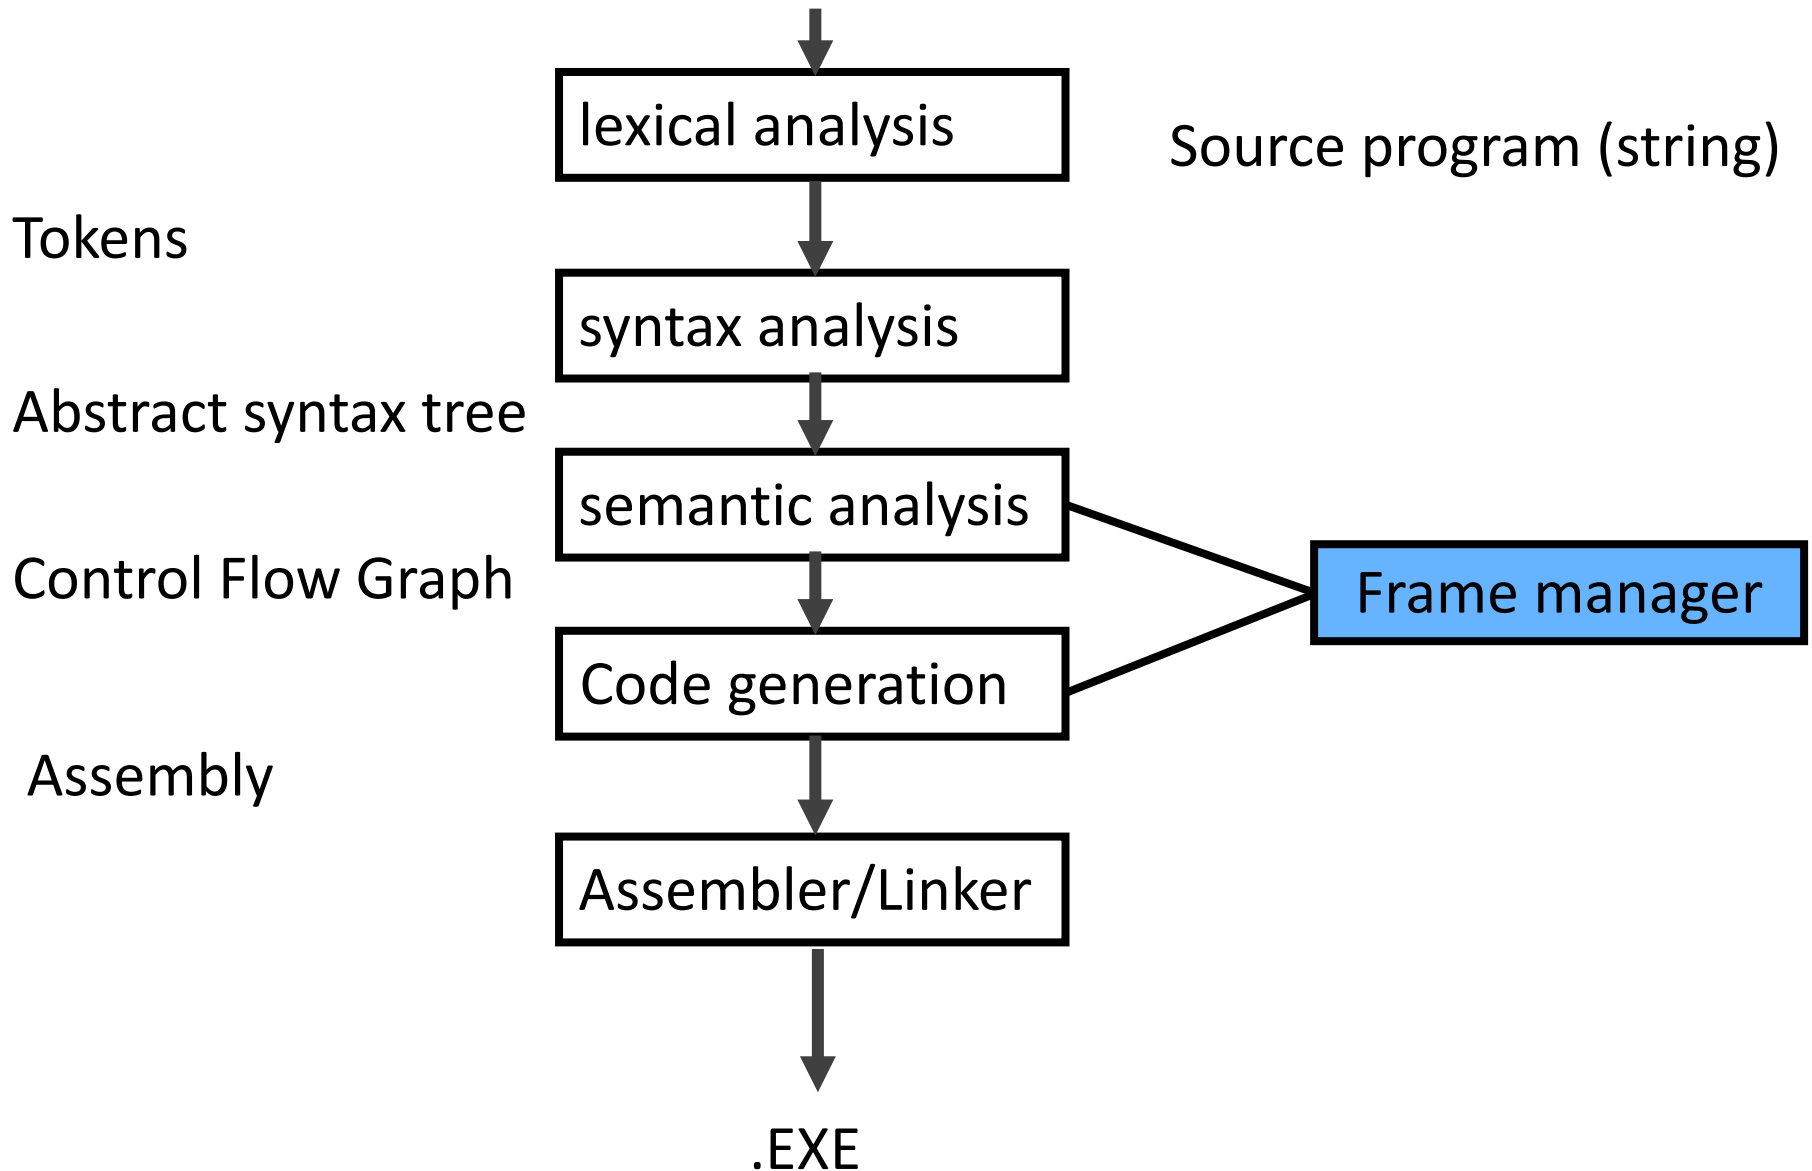 lexical analysis
Source program (string)
Tokens
syntax analysis
Abstract syntax tree
semantic analysis
Control Flow Graph
Frame manager
Code generation
Assembly
Assembler/Linker
.EXE